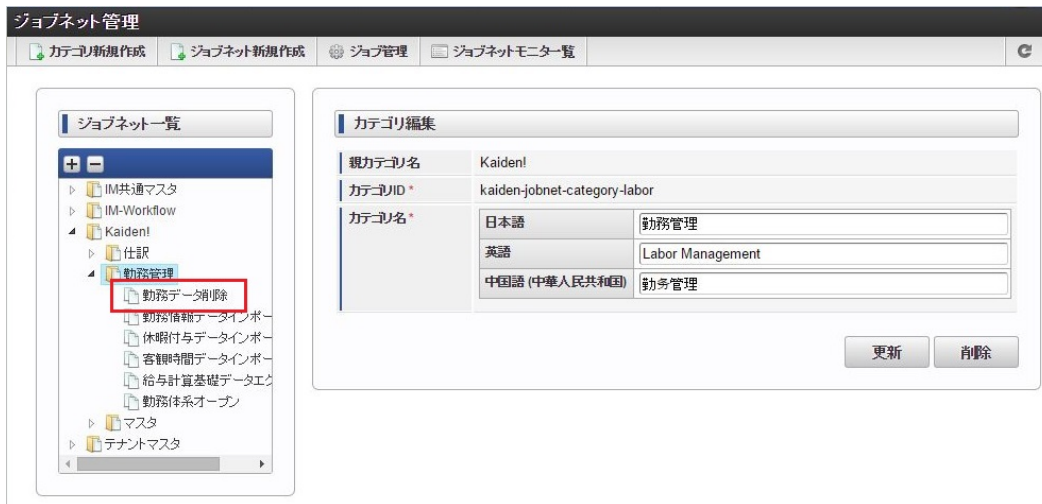 ジョブネット管理
カテゴリ新規作成 ジョブネット新規作成 ジョブ管理 ジョブネットモニター覧
ジョブネット一覧
IM共通マスタ
IM-Workflow
Kaiden!
仕訳
勤務管理
勤務データ削除
勤務情報データインポー
休暇付与データインポー
客観時間データインポー
給与計算基礎データエク
勤務体系オープン
マスタ
テナントマスタ
カテゴリ編集
親カテゴリ名 Kaiden!
カテゴリID * kaiden-jobnet-category-labor
カテゴリ名 * 日本語 勤務管理
英語 Labor Management
中国語 (中華人民共和国) 勤务管理
更新 削除